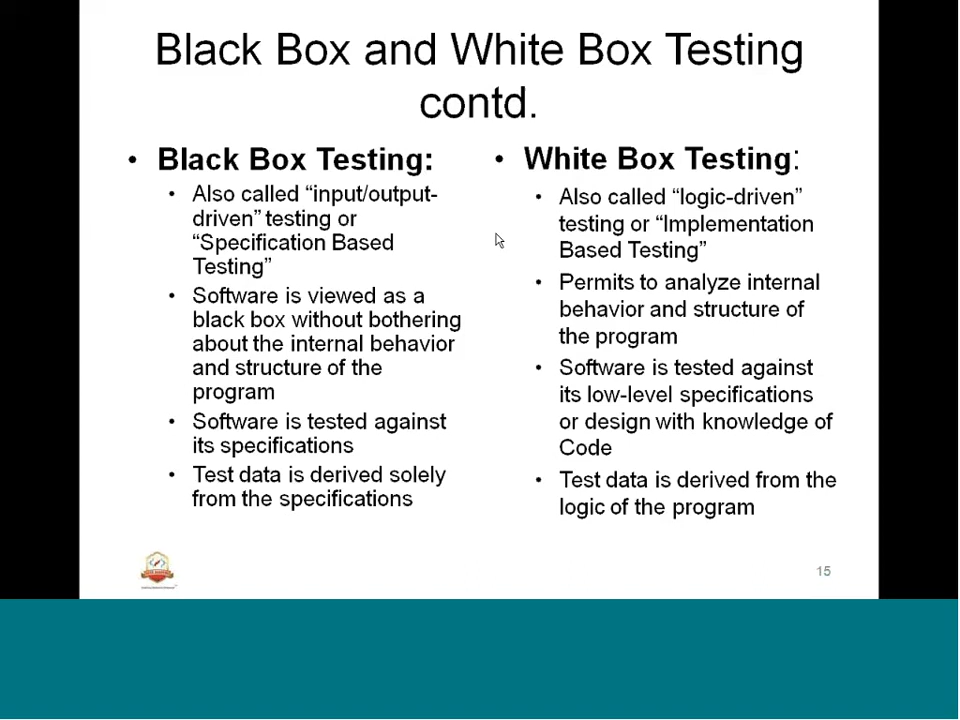 Black Box and White Box Testing
contd.
• Black Box Testing:
• Also called “input/output-
driven” testing or
“Specification Based
Testing”
• Software is viewed as a
black box without bothering
about the internal behavior
and structure of the
program
• Software is tested against
its specifications
• Test data is derived solely
from the specifications
• White Box Testing:
• Also called “logic-driven”
testing or “Implementation
Based Testing”
• Permits to analyze internal
behavior and structure of
the program
• Software is tested against
its low-level specifications
or design with knowledge of
Code
• Test data is derived from the
logic of the program
15